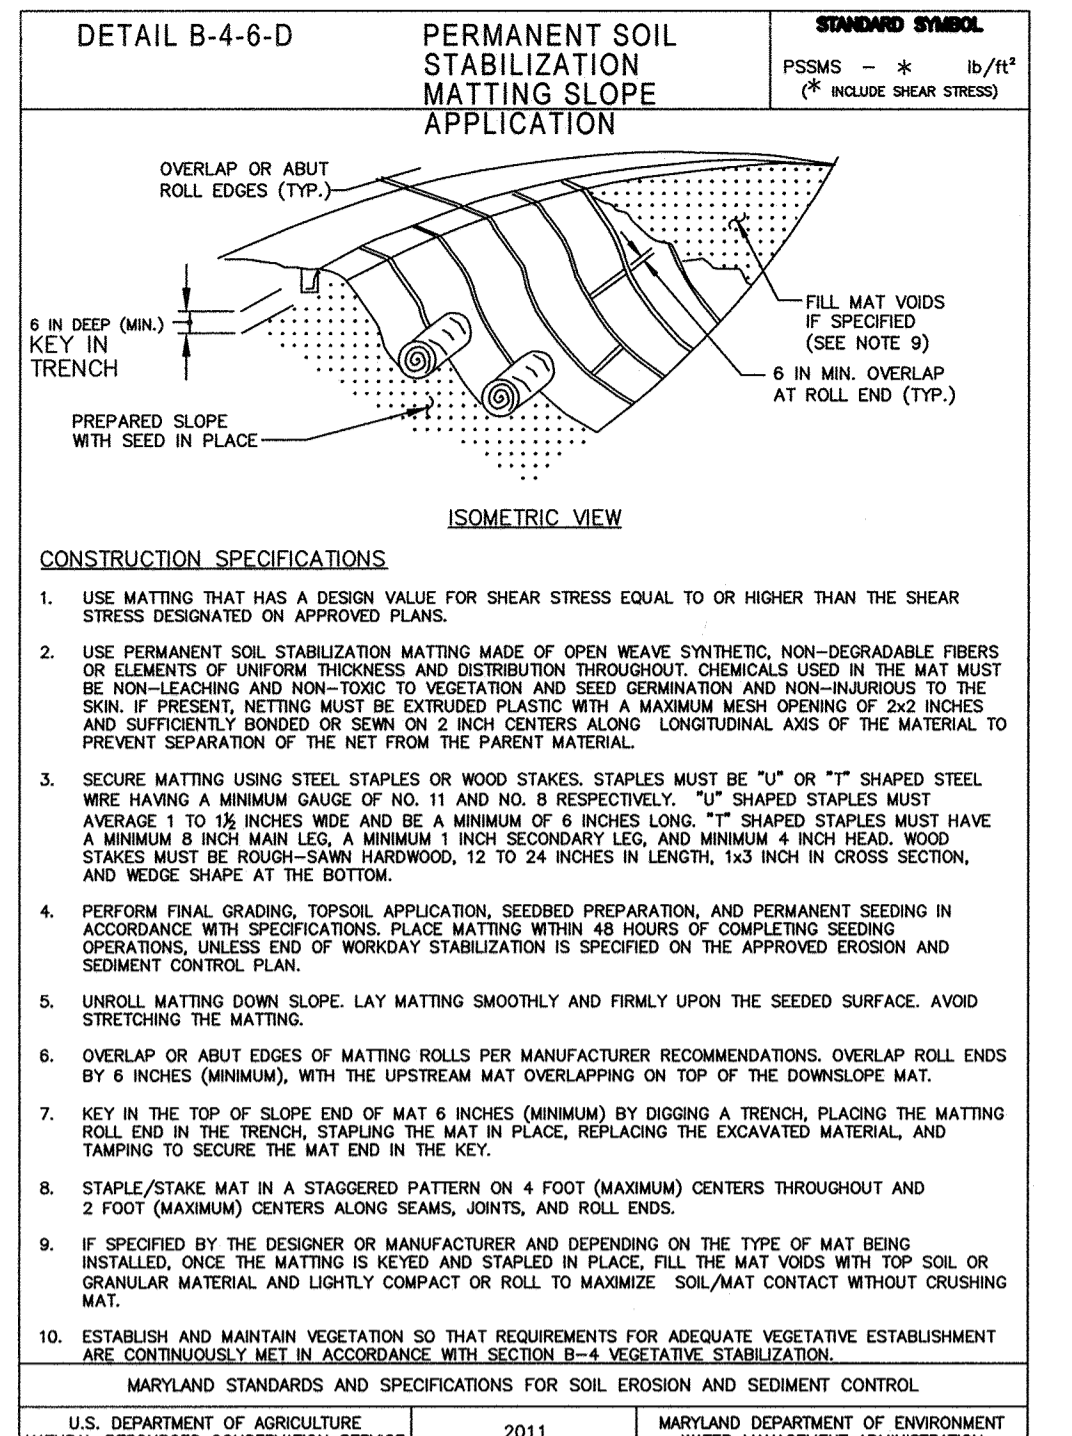 DETAIL B-4-6-D
PERMANENT SOIL
STABILIZATION
MATTING SLOPE
APPLICATION
STANDARD SYMBOL
PSSMS - * lb/ft²
(* INCLUDE SHEAR STRESS)
OVERLAP OR ABUT
ROLL EDGES (TYP.)
6 IN DEEP (MIN.)
KEY IN
TRENCH
PREPARED SLOPE
WITH SEED IN PLACE
FILL MAT VOIDS
IF SPECIFIED
(SEE NOTE 9)
6 IN MIN. OVERLAP
AT ROLL END (TYP.)
ISOMETRIC VIEW
CONSTRUCTION SPECIFICATIONS
1. USE MATTING THAT HAS A DESIGN VALUE FOR SHEAR STRESS EQUAL TO OR HIGHER THAN THE SHEAR
STRESS DESIGNATED ON APPROVED PLANS.
2. USE PERMANENT SOIL STABILIZATION MATTING MADE OF OPEN WEAVE SYNTHETIC, NON-DEGRADABLE FIBERS
OR ELEMENTS OF UNIFORM THICKNESS AND DISTRIBUTION THROUGHOUT. CHEMICALS USED IN THE MAT MUST
BE NON-LEACHING AND NON-TOXIC TO VEGETATION AND SEED GERMINATION AND NON-INJURIOUS TO THE
SKIN. IF PRESENT, NETTING MUST BE EXTRUDED PLASTIC WITH A MAXIMUM MESH OPENING OF 2x2 INCHES
AND SUFFICIENTLY BONDED OR SEWN ON 2 INCH CENTERS ALONG LONGITUDINAL AXIS OF THE MATERIAL TO
PREVENT SEPARATION OF THE NET FROM THE PARENT MATERIAL.
3. SECURE MATTING USING STEEL STAPLES OR WOOD STAKES. STAPLES MUST BE "U" OR "T" SHAPED STEEL
WIRE HAVING A MINIMUM GAUGE OF NO. 11 AND NO. 8 RESPECTIVELY. "U" SHAPED STAPLES MUST
AVERAGE 1 TO 1½ INCHES WIDE AND BE A MINIMUM OF 6 INCHES LONG. "T" SHAPED STAPLES MUST HAVE
A MINIMUM 8 INCH MAIN LEG, A MINIMUM 1 INCH SECONDARY LEG, AND MINIMUM 4 INCH HEAD. WOOD
STAKES MUST BE ROUGH-SAWN HARDWOOD, 12 TO 24 INCHES IN LENGTH, 1x3 INCH IN CROSS SECTION,
AND WEDGE SHAPE AT THE BOTTOM.
4. PERFORM FINAL GRADING, TOPSOIL APPLICATION, SEEDBED PREPARATION, AND PERMANENT SEEDING IN
ACCORDANCE WITH SPECIFICATIONS. PLACE MATTING WITHIN 48 HOURS OF COMPLETING SEEDING
OPERATIONS, UNLESS END OF WORKDAY STABILIZATION IS SPECIFIED ON THE APPROVED EROSION AND
SEDIMENT CONTROL PLAN.
5. UNROLL MATTING DOWN SLOPE. LAY MATTING SMOOTHLY AND FIRMLY UPON THE SEEDED SURFACE. AVOID
STRETCHING THE MATTING.
6. OVERLAP OR ABUT EDGES OF MATTING ROLLS PER MANUFACTURER RECOMMENDATIONS. OVERLAP ROLL ENDS
BY 6 INCHES (MINIMUM), WITH THE UPSTREAM MAT OVERLAPPING ON TOP OF THE DOWNSLOPE MAT.
7. KEY IN THE TOP OF SLOPE END OF MAT 6 INCHES (MINIMUM) BY DIGGING A TRENCH, PLACING THE MATTING
ROLL END IN THE TRENCH, STAPLING THE MAT IN PLACE, REPLACING THE EXCAVATED MATERIAL, AND
TAMPING TO SECURE THE MAT END IN THE KEY.
8. STAPLE/STAKE MAT IN A STAGGERED PATTERN ON 4 FOOT (MAXIMUM) CENTERS THROUGHOUT AND
2 FOOT (MAXIMUM) CENTERS ALONG SEAMS, JOINTS, AND ROLL ENDS.
9. IF SPECIFIED BY THE DESIGNER OR MANUFACTURER AND DEPENDING ON THE TYPE OF MAT BEING
INSTALLED, ONCE THE MATTING IS KEYED AND STAPLED IN PLACE, FILL THE MAT VOIDS WITH TOP SOIL OR
GRANULAR MATERIAL AND LIGHTLY COMPACT OR ROLL TO MAXIMIZE SOIL/MAT CONTACT WITHOUT CRUSHING
MAT.
10. ESTABLISH AND MAINTAIN VEGETATION SO THAT REQUIREMENTS FOR ADEQUATE VEGETATIVE ESTABLISHMENT
ARE CONTINUOUSLY MET IN ACCORDANCE WITH SECTION B-4 VEGETATIVE STABILIZATION.
MARYLAND STANDARDS AND SPECIFICATIONS FOR SOIL EROSION AND SEDIMENT CONTROL
U.S. DEPARTMENT OF AGRICULTURE
2011
MARYLAND DEPARTMENT OF ENVIRONMENT